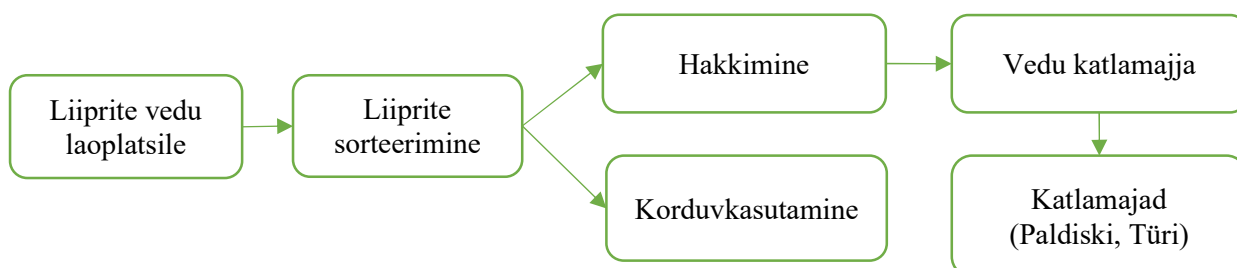 Liiprite vedu
laoplatsile
Liiprite
sorteerimine
Hakkimine
Vedu katlamajja
Korduvkasutamine
Katlamajad
(Paldiski, Türi)